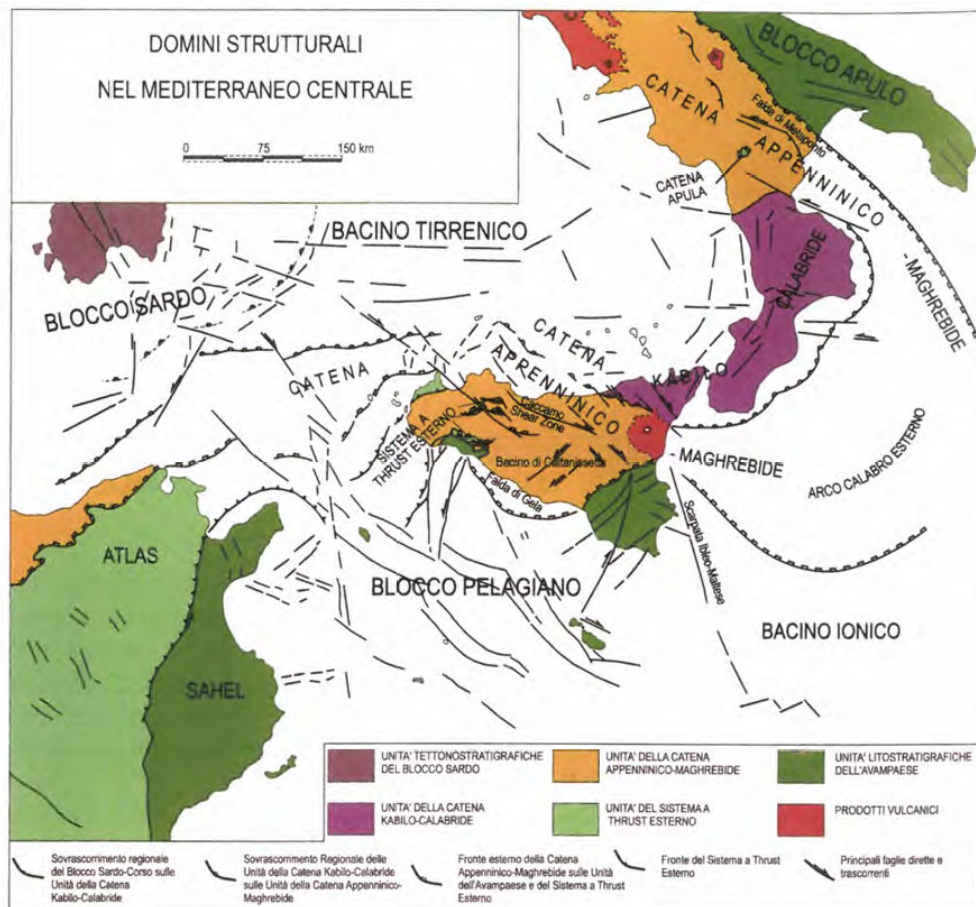 DOMINI STRUTTURALI
NEL MEDITERRANEO CENTRALE
0 75 150 km
BLOCCO APULO
CATENA
Falda di Metaponto
APPENNINICO
CATENA
APULA
BACINO TIRRENICO
CALABRIDE
- MAGHREBIDE
BLOCCO SARDO
CATENA
CATENA
APRENNINICO
KABILO
SISTEMA A
THRUST ESTERNO
Caccamo
Shear Zone
- MAGHREBIDE
ARCO CALABRO ESTERNO
Bacino di Caltanissetta
Falda di Gela
Scarpata Ibleo-Maltese
ATLAS
BLOCCO PELAGIANO
BACINO IONICO
SAHEL
UNITA' TETTONOSTRATIGRAFICHE
DEL BLOCCO SARDO
UNITA' DELLA CATENA
APPENNINICO-MAGHREBIDE
UNITA' LITOSTRATIGRAFICHE
DELL'AVAMPAESE
UNITA' DELLA CATENA
KABILO-CALABRIDE
UNITA' DEL SISTEMA A
THRUST ESTERNO
PRODOTTI VULCANICI
Sovrascorrimento regionale
del Blocco Sardo-Corso sulle
Unità della Catena
Kabilo-Calabride
Sovrascorrimento Regionale delle
Unità della Catena Kabilo-Calabride
sulle Unità della Catena Appenninico-
Maghrebide
Fronte esterno della Catena
Appenninico-Maghrebide sulle Unità
dell'Avampaese e del Sistema a Thrust
Esterno
Fronte del Sistema a Thrust
Esterno
Principali faglie dirette e
trascorrenti